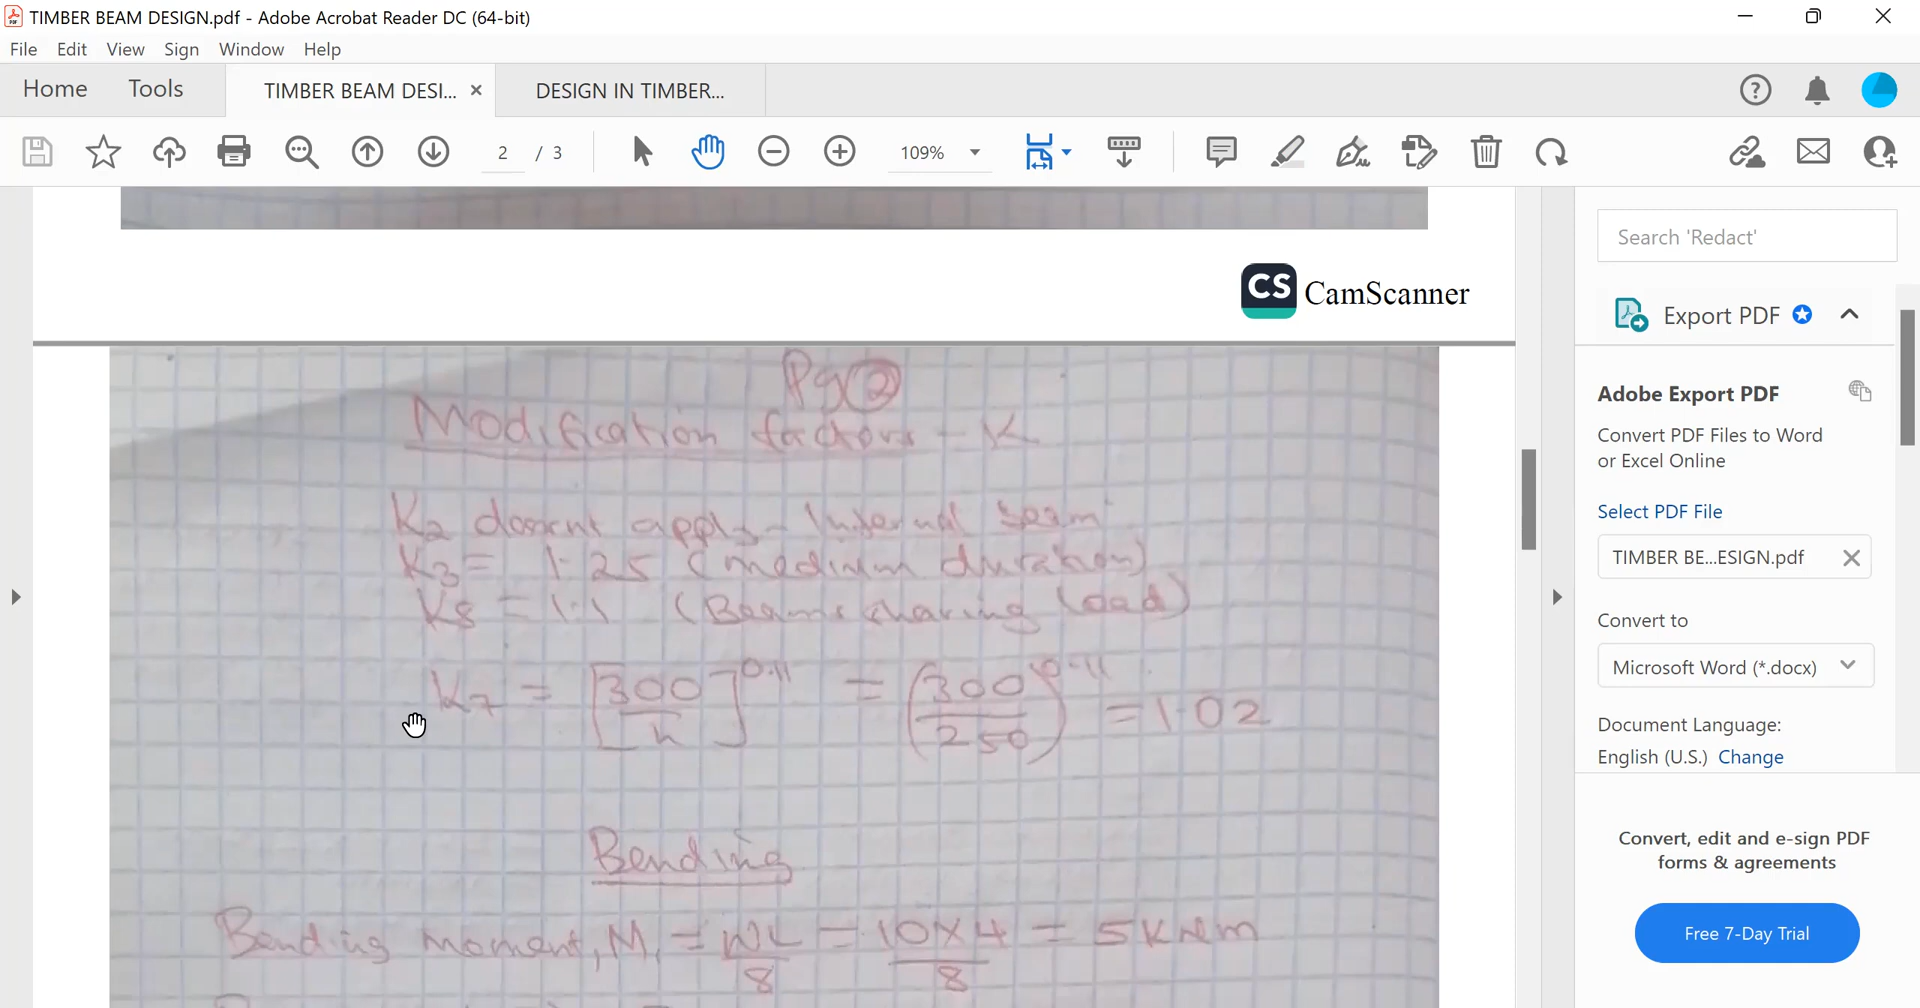 TIMBER BEAM DESIGN.pdf - Adobe Acrobat Reader DC (64-bit)
File Edit View Sign Window Help
Home Tools TIMBER BEAM DESI... × DESIGN IN TIMBER...
2 / 3 109%
Search 'Redact'
CS CamScanner
Export PDF
Adobe Export PDF
Convert PDF Files to Word
or Excel Online
Select PDF File
TIMBER BE...ESIGN.pdf
Convert to
Microsoft Word (*.docx)
Document Language:
English (U.S.) Change
Convert, edit and e-sign PDF
forms & agreements
Free 7-Day Trial
Pg 2
Modification factors - K
K2 doesnt apply - Internal beam
K3 = 1.25 (medium duration)
K8 = 1.1 (Beams sharing load)
K7 = [300/h]^0.11 = (300/250)^0.11 = 1.02
Bending
Bending moment, M, = WL/8 = 10X4/8 = 5KNm